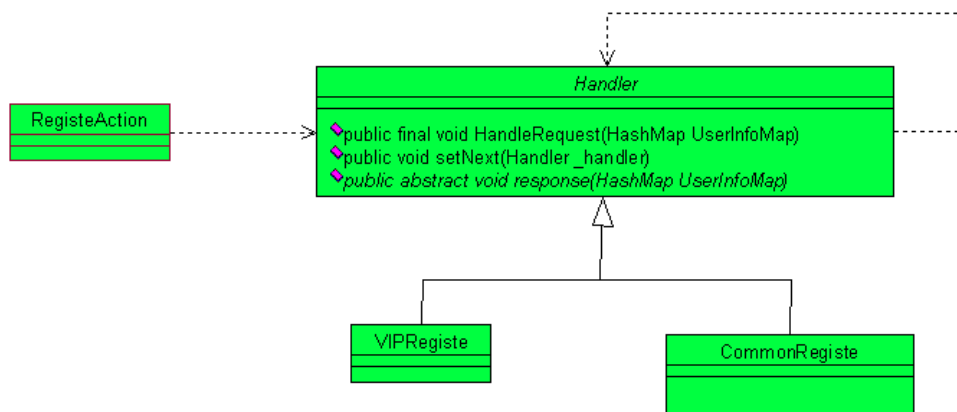 Handler
RegisteAction
public final void HandleRequest(HashMap UserInfoMap)
public void setNext(Handler _handler)
public abstract void response(HashMap UserInfoMap)
VIPRegiste
CommonRegiste